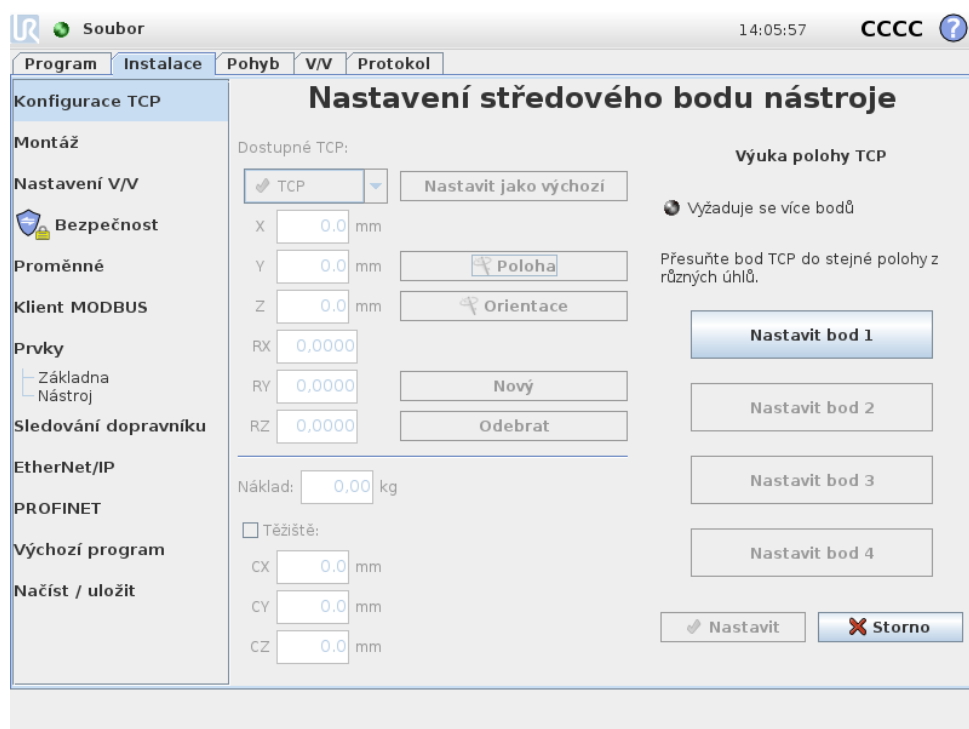 UR Soubor 14:05:57 CCCC ?
Program Instalace Pohyb V/V Protokol
Konfigurace TCP
Montáž
Nastavení V/V
Bezpečnost
Proměnné
Klient MODBUS
Prvky
Základna
Nástroj
Sledování dopravníku
EtherNet/IP
PROFINET
Výchozí program
Načíst / uložit
Nastavení středového bodu nástroje
Dostupné TCP:
TCP Nastavit jako výchozí
X 0.0 mm
Y 0.0 mm Poloha
Z 0.0 mm Orientace
RX 0,0000
RY 0,0000 Nový
RZ 0,0000 Odebrat
Náklad: 0,00 kg
Těžiště:
CX 0.0 mm
CY 0.0 mm
CZ 0.0 mm
Výuka polohy TCP
Vyžaduje se více bodů
Přesuňte bod TCP do stejné polohy z
různých úhlů.
Nastavit bod 1
Nastavit bod 2
Nastavit bod 3
Nastavit bod 4
Nastavit Storno